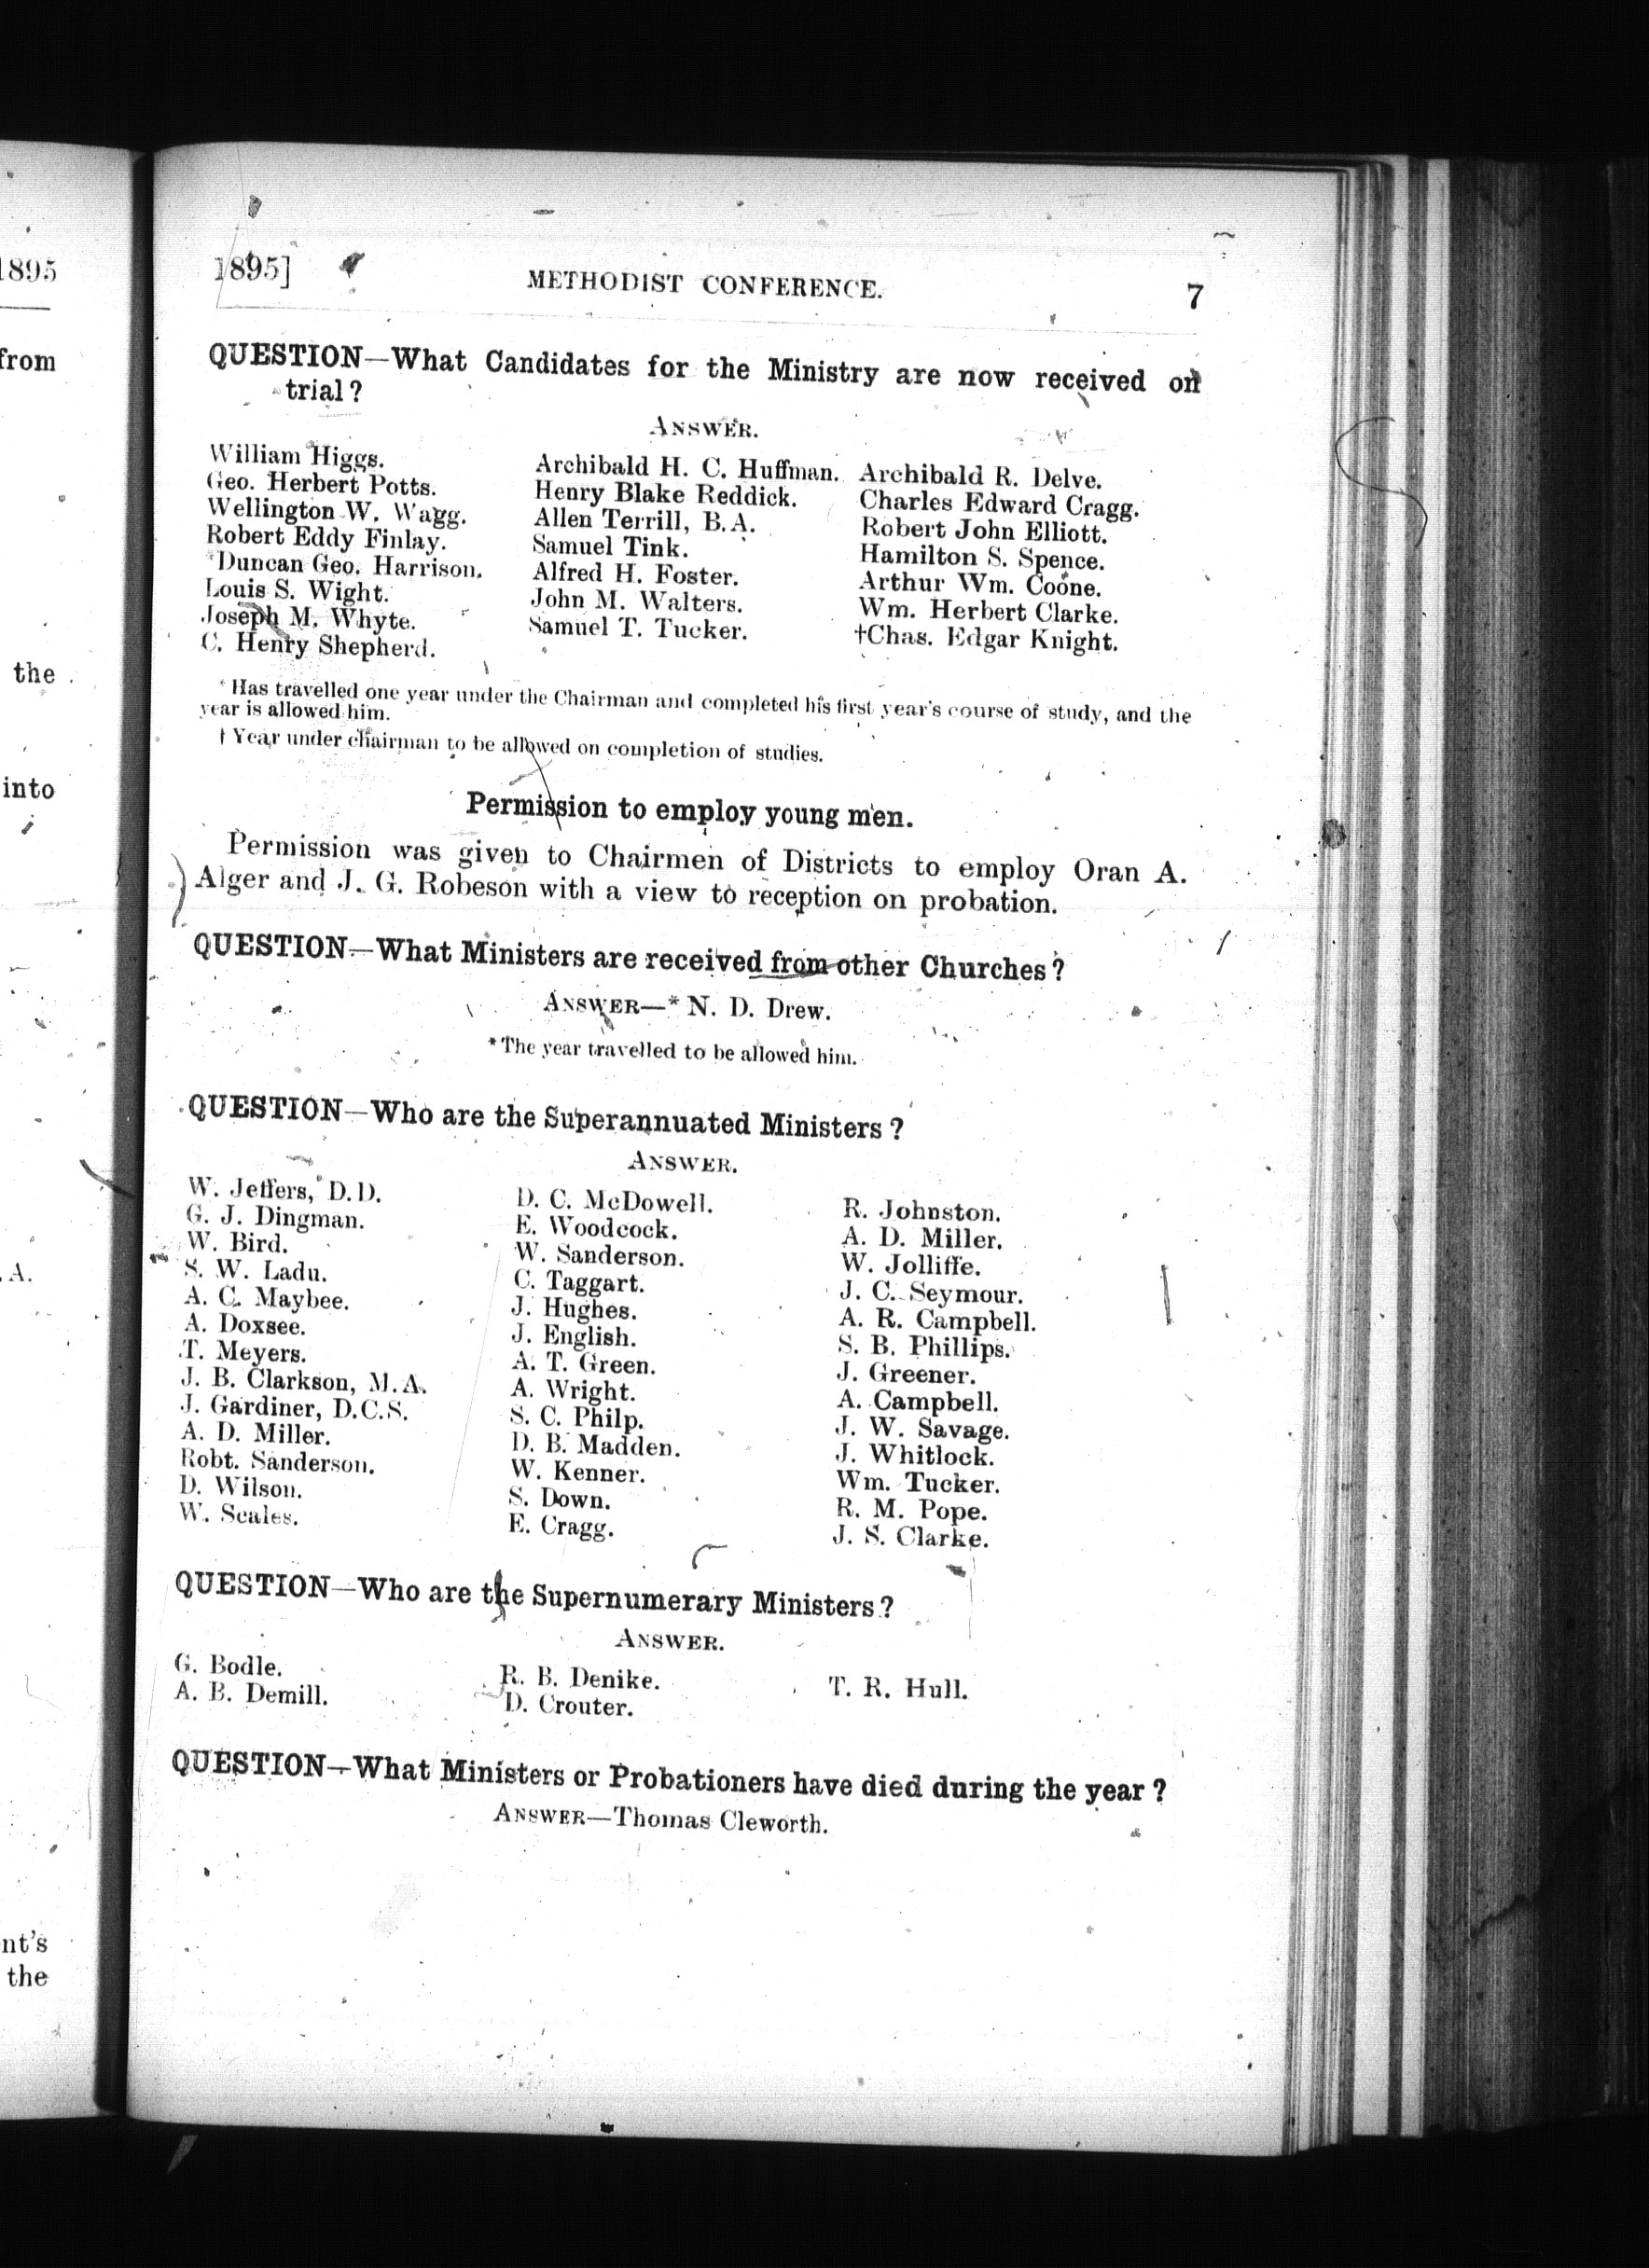 1895
from
the
into
A.
nt's
the
1895]
METHODIST CONFERENCE.
7
QUESTION—What Candidates for the Ministry are now received on
trial?
ANSWER.
William Higgs.
Geo. Herbert Potts.
Wellington W. Wagg.
Robert Eddy Finlay.
*Duncan Geo. Harrison.
Louis S. Wight.
Joseph M. Whyte.
C. Henry Shepherd.
Archibald H. C. Huffman.
Henry Blake Reddick.
Allen Terrill, B.A.
Samuel Tink.
Alfred H. Foster.
John M. Walters.
Samuel T. Tucker.
Archibald R. Delve.
Charles Edward Cragg.
Robert John Elliott.
Hamilton S. Spence.
Arthur Wm. Coone.
Wm. Herbert Clarke.
†Chas. Edgar Knight.
* Has travelled one year under the Chairman and completed his first year's course of study, and the
year is allowed him.
† Year under chairman to be allowed on completion of studies.
Permission to employ young men.
Permission was given to Chairmen of Districts to employ Oran A.
Alger and J. G. Robeson with a view to reception on probation.
QUESTION—What Ministers are received from other Churches?
ANSWER—* N. D. Drew.
* The year travelled to be allowed him.
QUESTION—Who are the Superannuated Ministers?
ANSWER.
W. Jeffers, D.D.
G. J. Dingman.
W. Bird.
S. W. Ladu.
A. C. Maybee.
A. Doxsee.
T. Meyers.
J. B. Clarkson, M.A.
J. Gardiner, D.C.S.
A. D. Miller.
Robt. Sanderson.
D. Wilson.
W. Scales.
D. C. McDowell.
E. Woodcock.
W. Sanderson.
C. Taggart.
J. Hughes.
J. English.
A. T. Green.
A. Wright.
S. C. Philp.
D. B. Madden.
W. Kenner.
S. Down.
E. Cragg.
R. Johnston.
A. D. Miller.
W. Jolliffe.
J. C. Seymour.
A. R. Campbell.
S. B. Phillips.
J. Greener.
A. Campbell.
J. W. Savage.
J. Whitlock.
Wm. Tucker.
R. M. Pope.
J. S. Clarke.
QUESTION—Who are the Supernumerary Ministers?
ANSWER.
G. Bodle.
A. B. Demill.
R. B. Denike.
D. Crouter.
T. R. Hull.
QUESTION—What Ministers or Probationers have died during the year?
ANSWER—Thomas Cleworth.